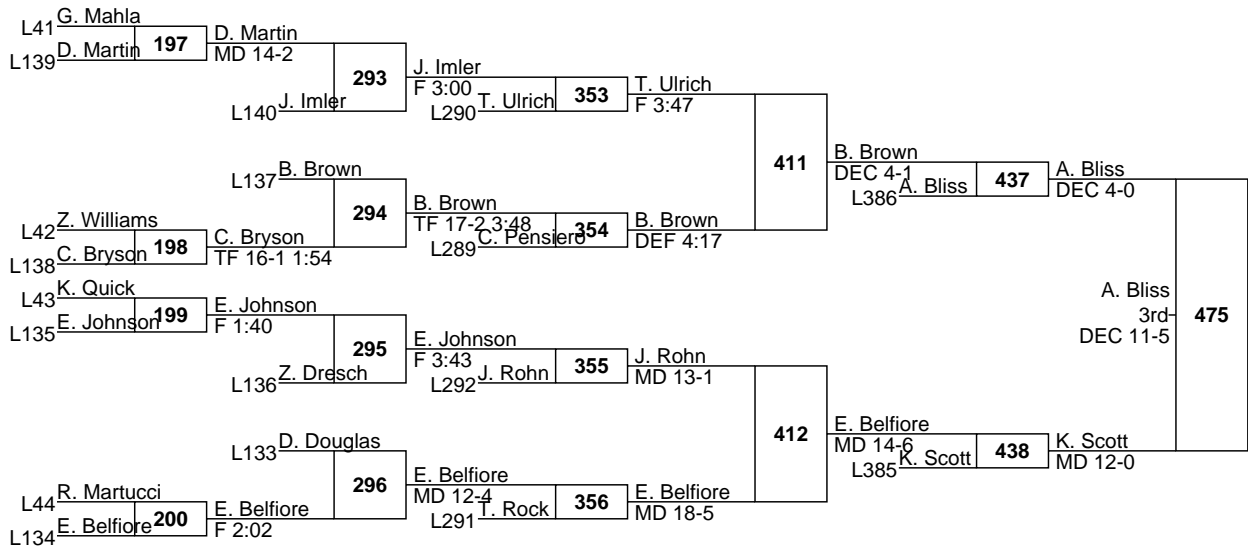 G. Mahla
L41
197
D. Martin
L139
D. Martin
MD 14-2
293
J. Imler
L140
J. Imler
F 3:00
T. Ulrich
L290
353
T. Ulrich
F 3:47
411
B. Brown
L137
294
Z. Williams
L42
198
C. Bryson
L138
C. Bryson
TF 16-1 1:54
B. Brown
TF 17-2 3:48
C. Pensiero
L289
354
B. Brown
DEF 4:17
B. Brown
DEC 4-1
A. Bliss
L386
437
A. Bliss
DEC 4-0
K. Quick
L43
199
E. Johnson
L135
E. Johnson
F 1:40
295
Z. Dresch
L136
E. Johnson
F 3:43
J. Rohn
L292
355
J. Rohn
MD 13-1
412
D. Douglas
L133
296
R. Martucci
L44
200
E. Belfiore
L134
E. Belfiore
F 2:02
E. Belfiore
MD 12-4
T. Rock
L291
356
E. Belfiore
MD 18-5
E. Belfiore
MD 14-6
K. Scott
L385
438
K. Scott
MD 12-0
A. Bliss
3rd
DEC 11-5
475